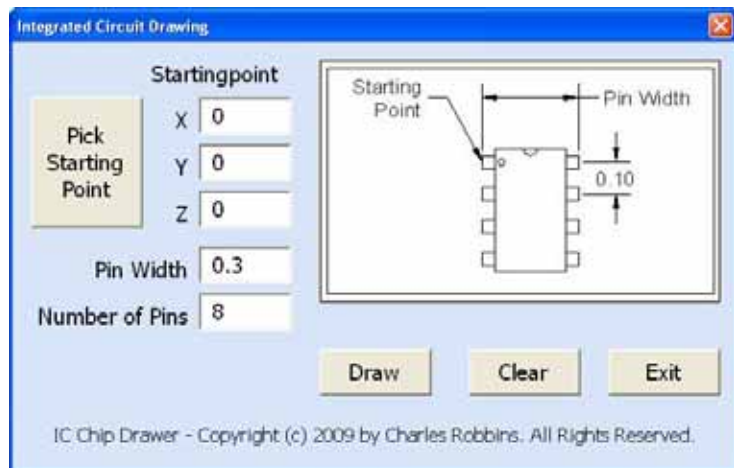 Integrated Circuit Drawing
Startingpoint
Pick
Starting
Point
X 0
Y 0
Z 0
Pin Width 0.3
Number of Pins 8
Starting
Point
Pin Width
0.10
Draw Clear Exit
IC Chip Drawer - Copyright (c) 2009 by Charles Robbins. All Rights Reserved.